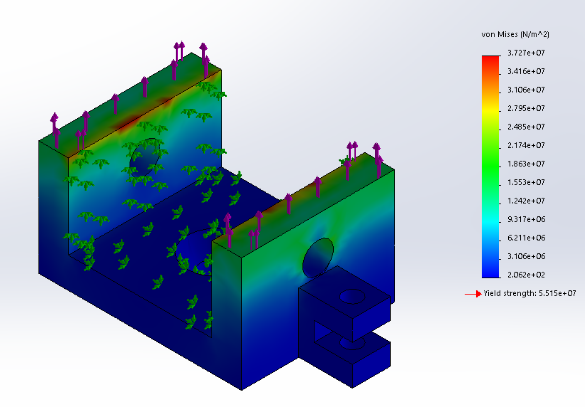 von Mises (N/m^2)
3.727e+07
3.416e+07
3.106e+07
2.795e+07
2.485e+07
2.174e+07
1.863e+07
1.553e+07
1.242e+07
9.317e+06
6.211e+06
3.106e+06
2.062e+02
Yield strength: 5.515e+07